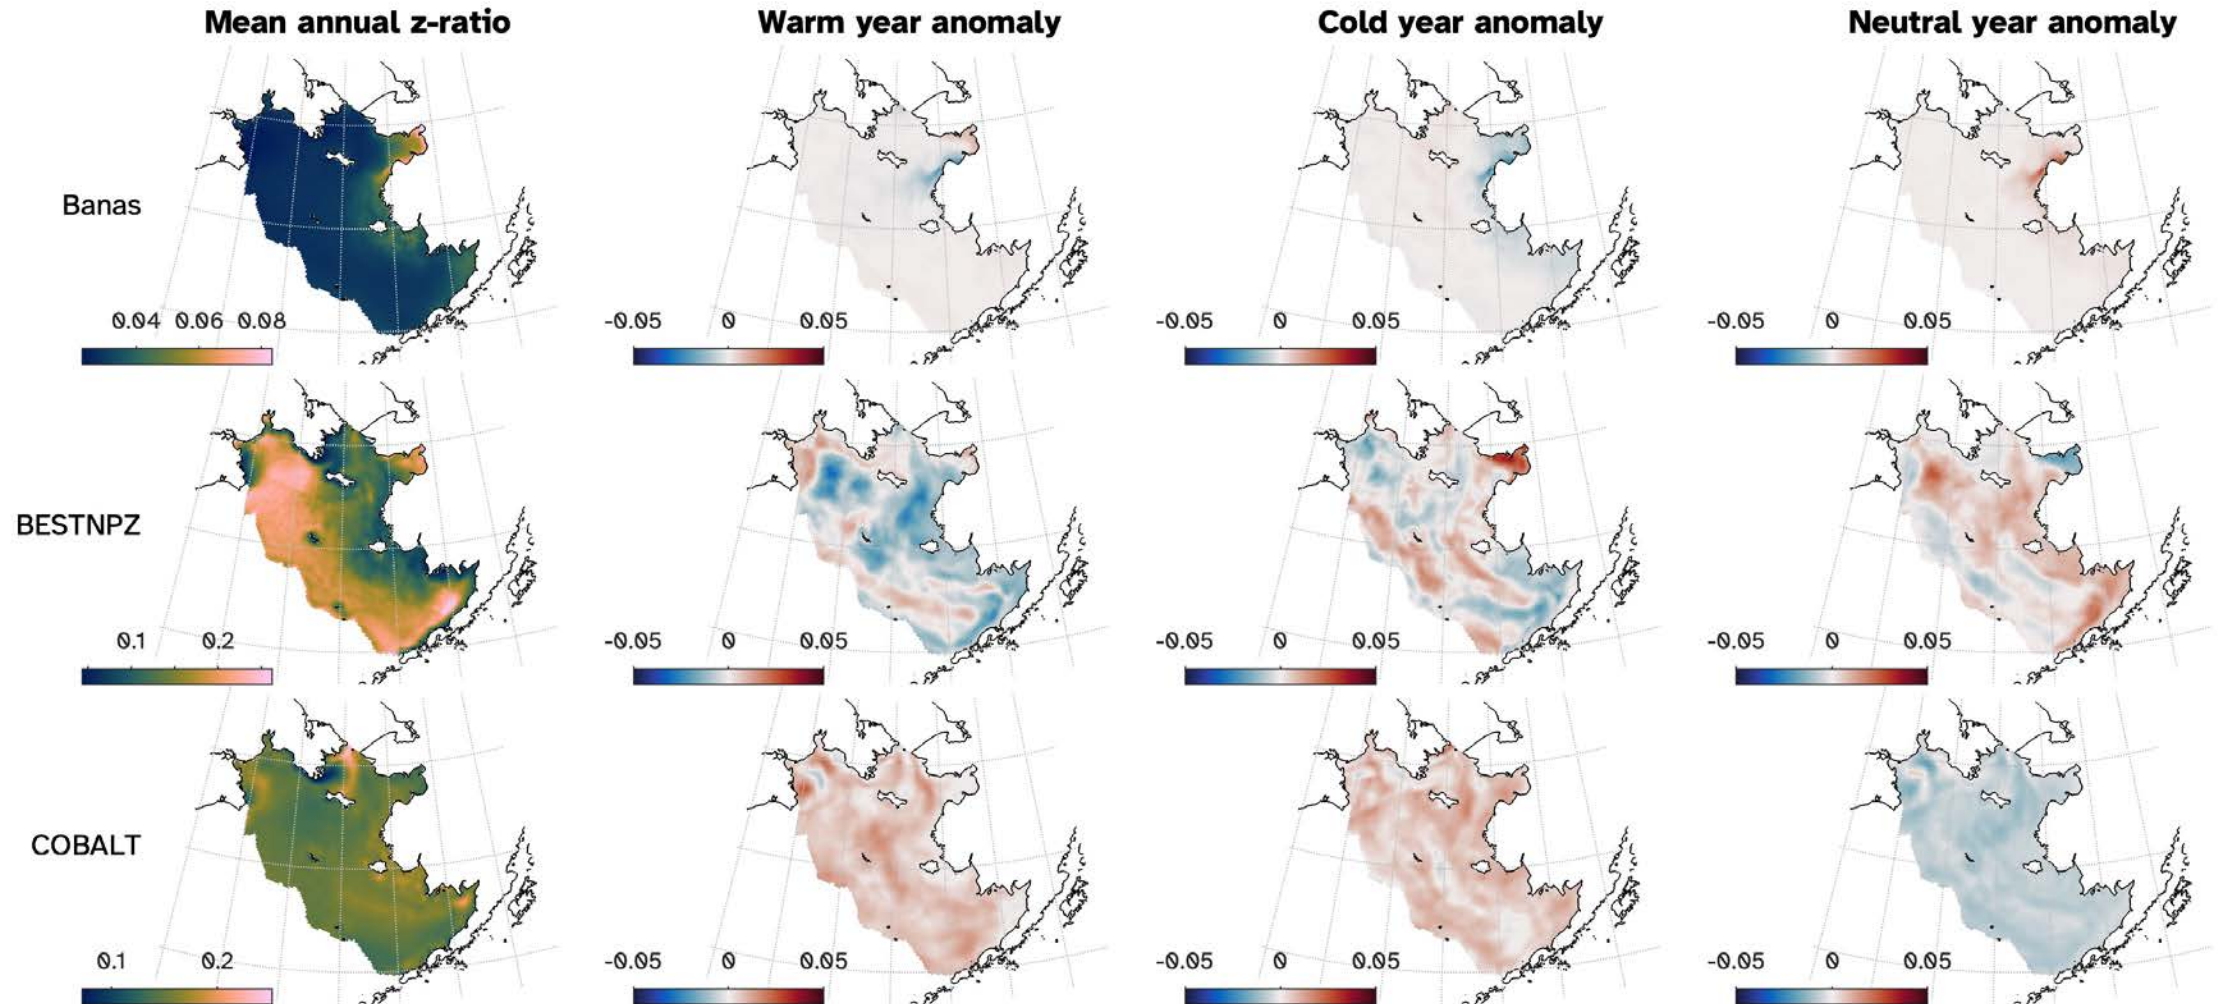 Mean annual z-ratio Warm year anomaly Cold year anomaly Neutral year anomaly
Banas
0.04 0.06 0.08 -0.05 0 0.05 -0.05 0 0.05 -0.05 0 0.05
BESTNPZ
0.1 0.2 -0.05 0 0.05 -0.05 0 0.05 -0.05 0 0.05
COBALT
0.1 0.2 -0.05 0 0.05 -0.05 0 0.05 -0.05 0 0.05